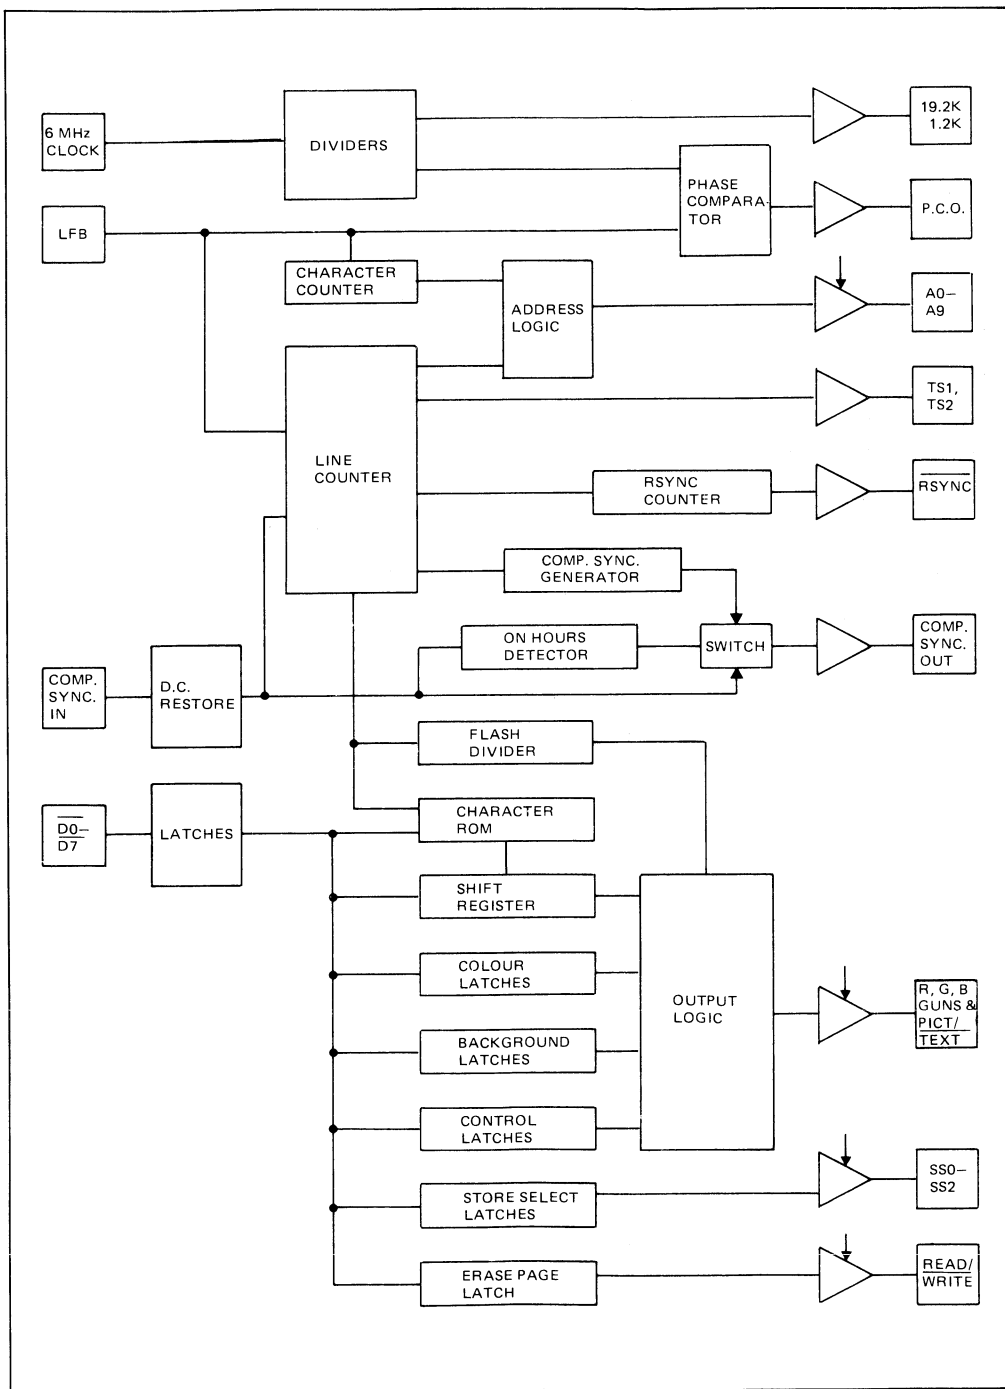 6 MHz
CLOCK
DIVIDERS
19.2K
1.2K
LFB
PHASE
COMPARA-
TOR
P.C.O.
CHARACTER
COUNTER
ADDRESS
LOGIC
A0–
A9
LINE
COUNTER
TS1,
TS2
RSYNC
COUNTER
RSYNC
COMP. SYNC.
GENERATOR
ON HOURS
DETECTOR
SWITCH
COMP.
SYNC.
OUT
COMP.
SYNC.
IN
D.C.
RESTORE
FLASH
DIVIDER
D0–
D7
LATCHES
CHARACTER
ROM
SHIFT
REGISTER
COLOUR
LATCHES
BACKGROUND
LATCHES
CONTROL
LATCHES
OUTPUT
LOGIC
R, G, B
GUNS &
PICT/
TEXT
STORE SELECT
LATCHES
SS0–
SS2
ERASE PAGE
LATCH
READ/
WRITE